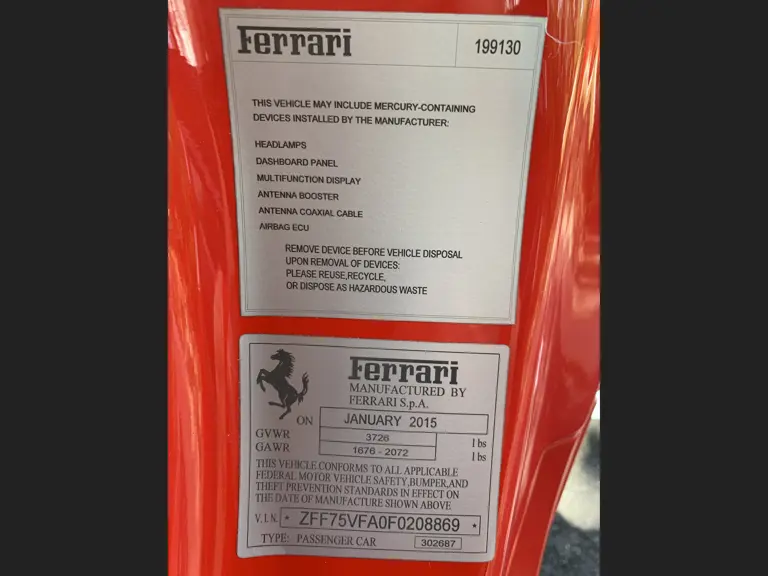 Ferrari
199130
THIS VEHICLE MAY INCLUDE MERCURY-CONTAINING
DEVICES INSTALLED BY THE MANUFACTURER:
HEADLAMPS
DASHBOARD PANEL
MULTIFUNCTION DISPLAY
ANTENNA BOOSTER
ANTENNA COAXIAL CABLE
AIRBAG ECU
REMOVE DEVICE BEFORE VEHICLE DISPOSAL
UPON REMOVAL OF DEVICES:
PLEASE REUSE,RECYCLE,
OR DISPOSE AS HAZARDOUS WASTE
Ferrari
MANUFACTURED BY
FERRARI S.p.A.
ON JANUARY 2015
GVWR 3726 lbs
GAWR 1676 - 2072 lbs
THIS VEHICLE CONFORMS TO ALL APPLICABLE
FEDERAL MOTOR VEHICLE SAFETY,BUMPER,AND
THEFT PREVENTION STANDARDS IN EFFECT ON
THE DATE OF MANUFACTURE SHOWN ABOVE
V.I.N. * ZFF75VFA0F0208869 *
TYPE: PASSENGER CAR 302687